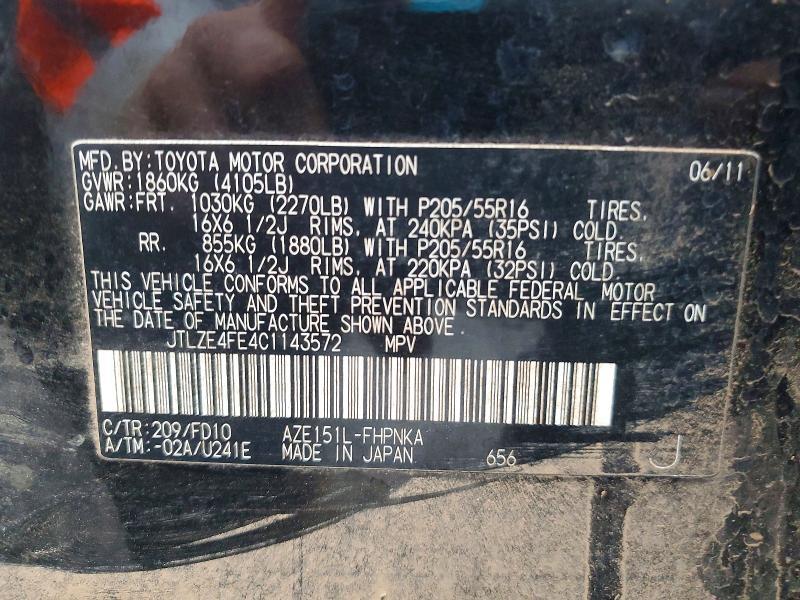 MFD. BY: TOYOTA MOTOR CORPORATION 06/11
GVWR: 1860KG (4105LB)
GAWR: FRT. 1030KG (2270LB) WITH P205/55R16 TIRES,
16X6 1/2J RIMS, AT 240KPA (35PSI) COLD.
RR. 855KG (1880LB) WITH P205/55R16 TIRES,
16X6 1/2J RIMS, AT 220KPA (32PSI) COLD.
THIS VEHICLE CONFORMS TO ALL APPLICABLE FEDERAL MOTOR
VEHICLE SAFETY AND THEFT PREVENTION STANDARDS IN EFFECT ON
THE DATE OF MANUFACTURE SHOWN ABOVE.
JTLZE4FE4C1143572 MPV
C/TR: 209/FD10 AZE151L-FHPNKA
A/TM: -02A/U241E MADE IN JAPAN 656 J